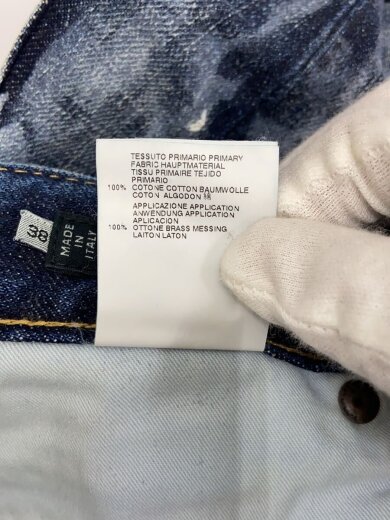 TESSUTO PRIMARIO PRIMARY
FABRIC HAUPTMATERIAL
TISSU PRIMAIRE TEJIDO
PRIMARIO
100% COTONE COTTON BAUMWOLLE
COTON ALGODON 綿
APPLICAZIONE APPLICATION
ANWENDUNG APPLICATION
APLICACION
100% OTTONE BRASS MESSING
LAITON LATON
38
MADE
IN
ITALY